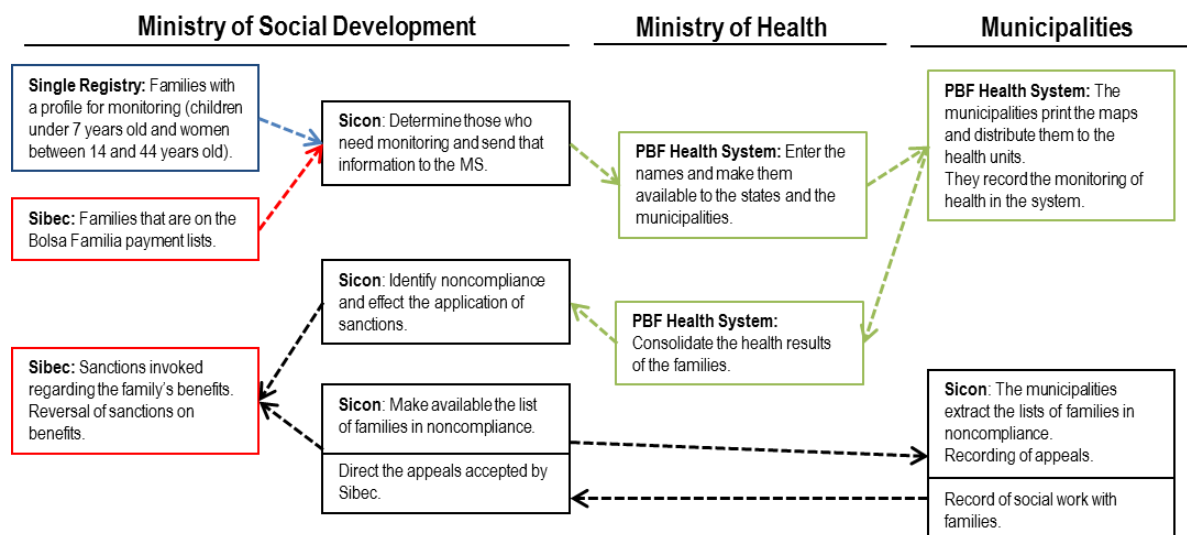 Ministry of Social Development
Ministry of Health
Municipalities
Single Registry: Families with
a profile for monitoring (children
under 7 years old and women
between 14 and 44 years old).
Sicon: Determine those who
need monitoring and send that
information to the MS.
PBF Health System: Enter the
names and make them
available to the states and the
municipalities.
PBF Health System: The
municipalities print the maps
and distribute them to the
health units.
They record the monitoring of
health in the system.
Sibec: Families that are on the
Bolsa Familia payment lists.
Sicon: Identify noncompliance
and effect the application of
sanctions.
PBF Health System:
Consolidate the health results
of the families.
Sibec: Sanctions invoked
regarding the family's benefits.
Reversal of sanctions on
benefits.
Sicon: Make available the list
of families in noncompliance.
Direct the appeals accepted by
Sibec.
Sicon: The municipalities
extract the lists of families in
noncompliance.
Recording of appeals.
Record of social work with
families.